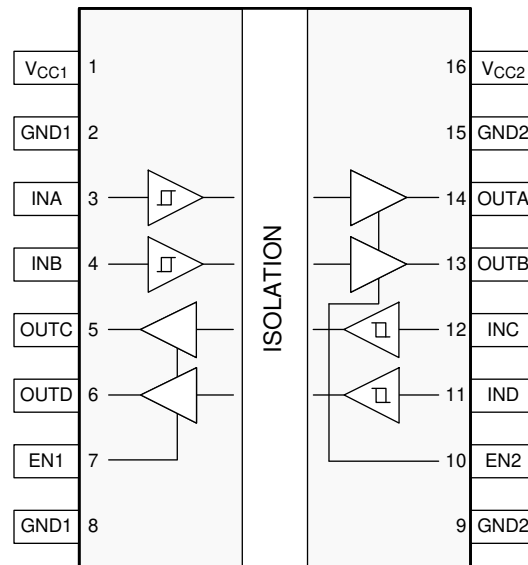 VCC1 1 16 VCC2
GND1 2 15 GND2
INA 3 14 OUTA
INB 4 13 OUTB
ISOLATION
OUTC 5 12 INC
OUTD 6 11 IND
EN1 7 10 EN2
GND1 8 9 GND2